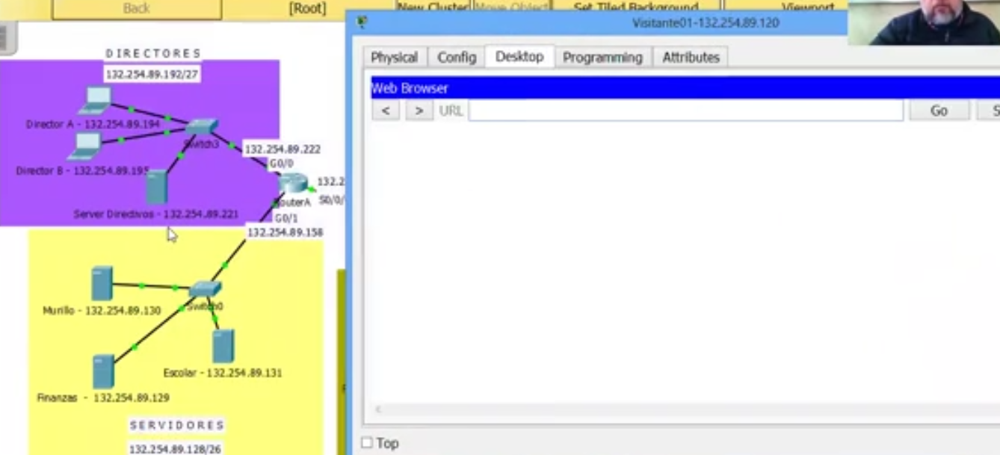 Back [Root] New Cluster Move Object Set Tiled Background Viewport
Visitante01-132.254.89.120
Physical Config Desktop Programming Attributes
Web Browser
< > URL Go S
Top
DIRECTORES
132.254.89.192/27
Director A - 132.254.89.194
Switch3
132.254.89.222
G0/0
Director B - 132.254.89.195
132.2
RouterA S0/0/
Server Directivos - 132.254.89.221
G0/1
132.254.89.158
Murillo - 132.254.89.130
Switch0
Escolar - 132.254.89.131
Finanzas - 132.254.89.129
SERVIDORES
132.254.89.128/26